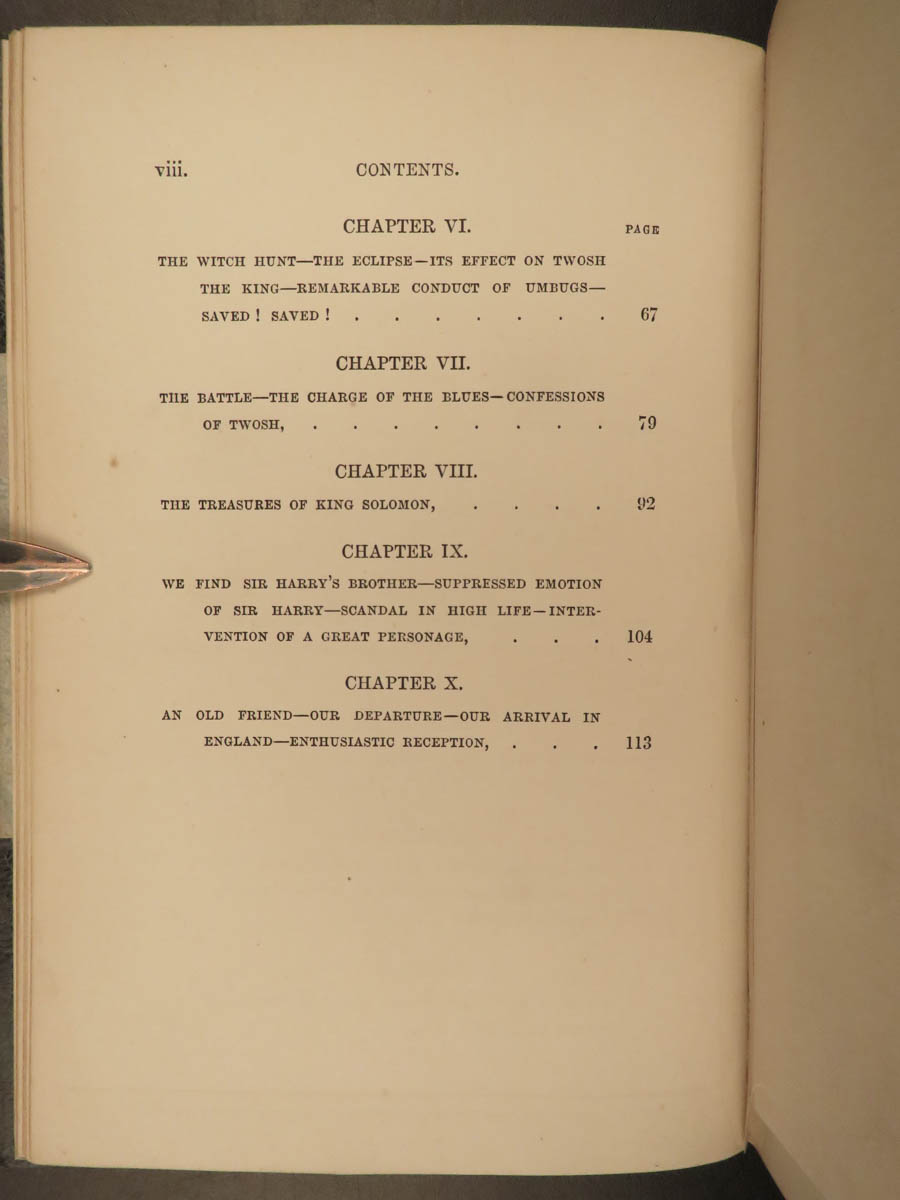 viii. CONTENTS.
CHAPTER VI. PAGE
THE WITCH HUNT—THE ECLIPSE—ITS EFFECT ON TWOSH
THE KING—REMARKABLE CONDUCT OF UMBUGS—
SAVED ! SAVED ! . . . . . . . 67
CHAPTER VII.
THE BATTLE—THE CHARGE OF THE BLUES—CONFESSIONS
OF TWOSH, . . . . . . . . 79
CHAPTER VIII.
THE TREASURES OF KING SOLOMON, . . . . 92
CHAPTER IX.
WE FIND SIR HARRY'S BROTHER—SUPPRESSED EMOTION
OF SIR HARRY—SCANDAL IN HIGH LIFE—INTER-
VENTION OF A GREAT PERSONAGE, . . . 104
CHAPTER X.
AN OLD FRIEND—OUR DEPARTURE—OUR ARRIVAL IN
ENGLAND—ENTHUSIASTIC RECEPTION, . . . 113